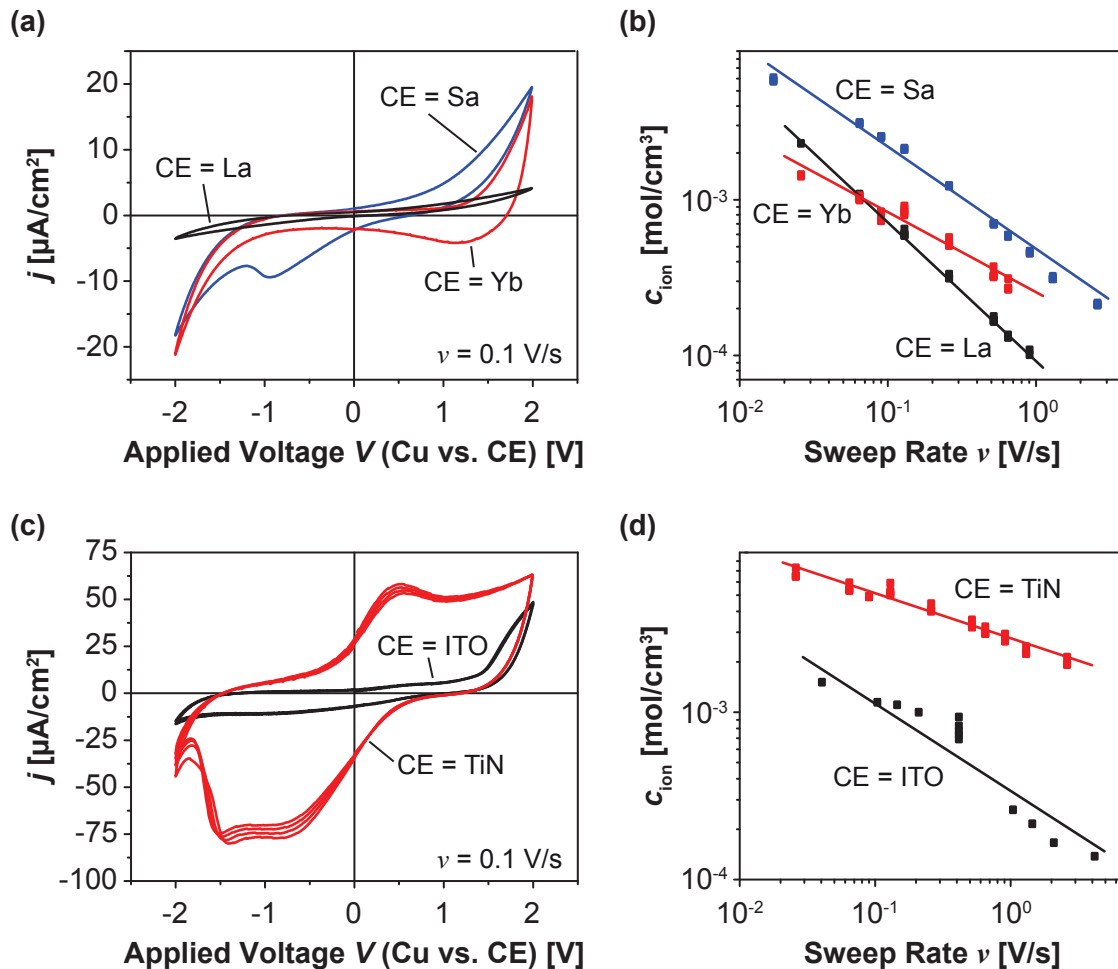 (a)
20
10
0
-10
-20
j [µA/cm²]
CE = Sa
CE = La
CE = Yb
ν = 0.1 V/s
-2 -1 0 1 2
Applied Voltage V (Cu vs. CE) [V]
(b)
10⁻³
10⁻⁴
c_ion [mol/cm³]
CE = Sa
CE = Yb
CE = La
10⁻² 10⁻¹ 10⁰
Sweep Rate ν [V/s]
(c)
75
50
25
0
-25
-50
-75
-100
j [µA/cm²]
CE = ITO
CE = TiN
ν = 0.1 V/s
-2 -1 0 1 2
Applied Voltage V (Cu vs. CE) [V]
(d)
10⁻³
10⁻⁴
c_ion [mol/cm³]
CE = TiN
CE = ITO
10⁻² 10⁻¹ 10⁰
Sweep Rate ν [V/s]